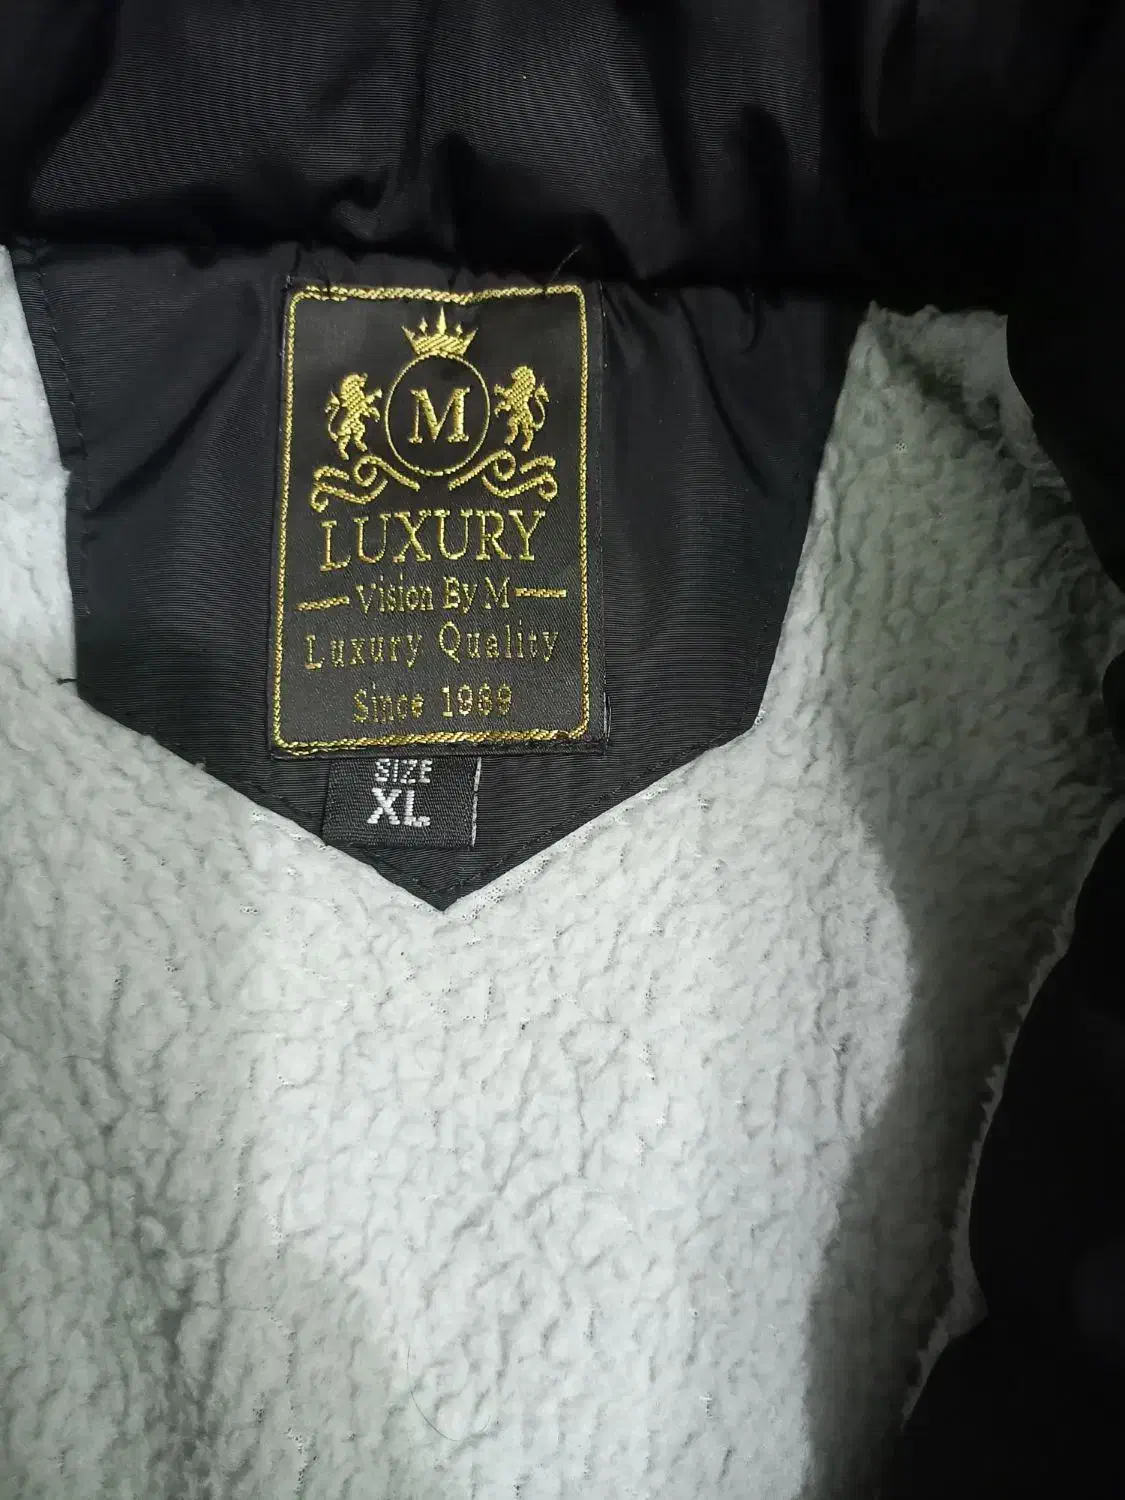 M
LUXURY
Vision By M
Luxury Quality
Since 1989
SIZE
XL